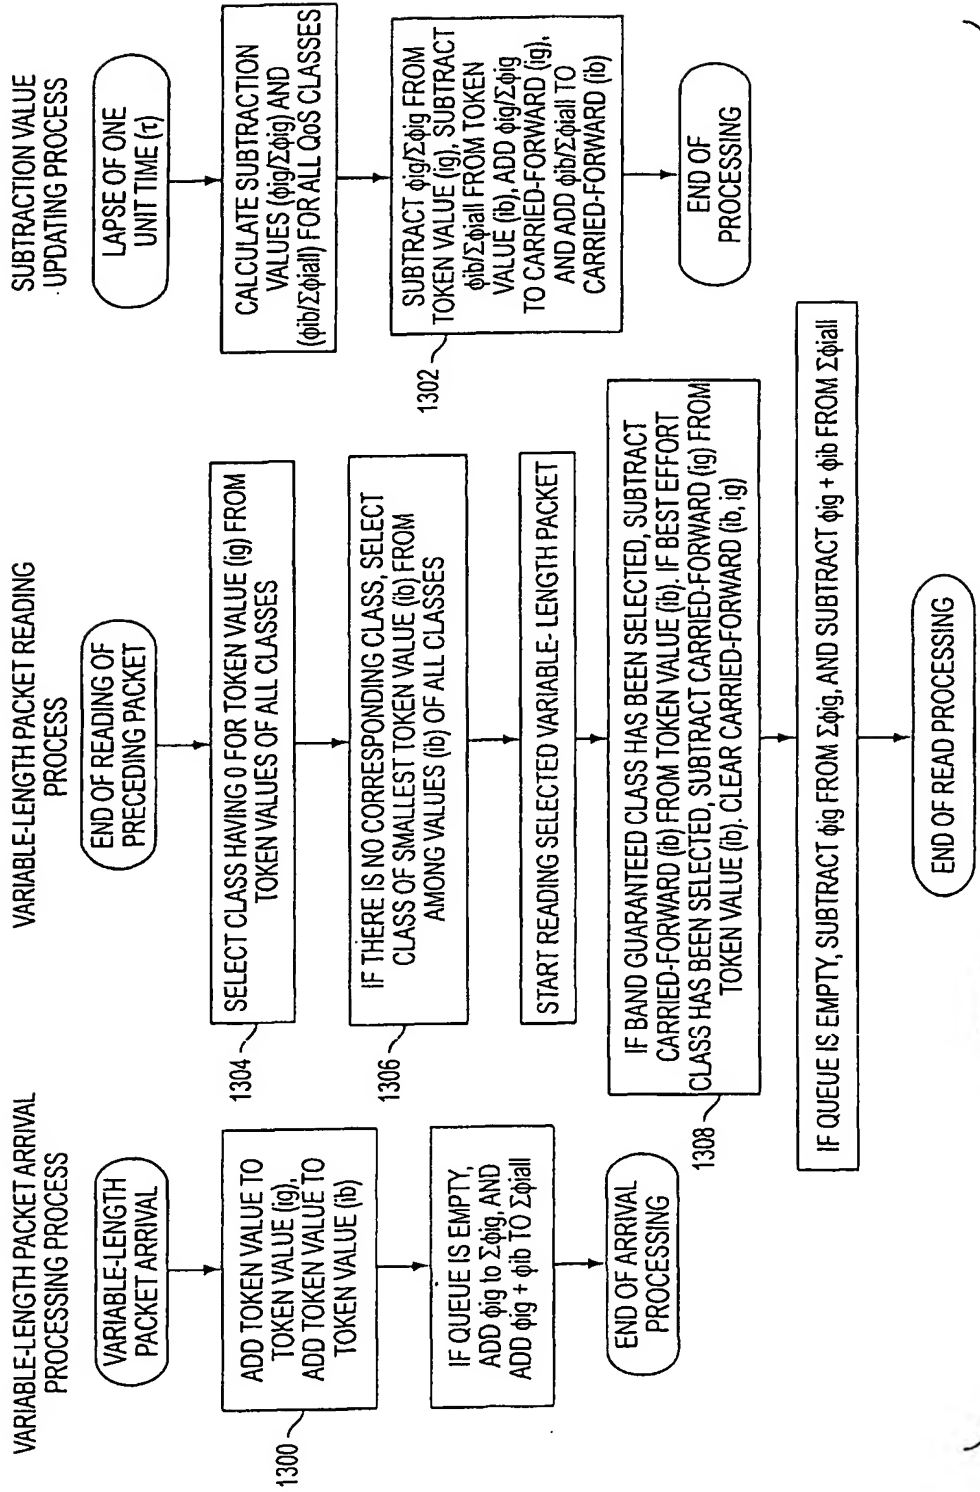 VARIABLE-LENGTH PACKET ARRIVAL
PROCESSING PROCESS
VARIABLE-LENGTH
PACKET ARRIVAL
1300
ADD TOKEN VALUE TO
TOKEN VALUE (ig),
ADD TOKEN VALUE TO
TOKEN VALUE (ib)
IF QUEUE IS EMPTY,
ADD ϕig to Σϕig, AND
ADD ϕig + ϕib TO Σϕiall
END OF ARRIVAL
PROCESSING
VARIABLE-LENGTH PACKET READING
PROCESS
END OF READING OF
PRECEDING PACKET
1304
SELECT CLASS HAVING 0 FOR TOKEN VALUE (ig) FROM
TOKEN VALUES OF ALL CLASSES
1306
IF THERE IS NO CORRESPONDING CLASS, SELECT
CLASS OF SMALLEST TOKEN VALUE (ib) FROM
AMONG VALUES (ib) OF ALL CLASSES
START READING SELECTED VARIABLE- LENGTH PACKET
1308
IF BAND GUARANTEED CLASS HAS BEEN SELECTED, SUBTRACT
CARRIED-FORWARD (ib) FROM TOKEN VALUE (ib). IF BEST EFFORT
CLASS HAS BEEN SELECTED, SUBTRACT CARRIED-FORWARD (ig) FROM
TOKEN VALUE (ib). CLEAR CARRIED-FORWARD (ib, ig)
IF QUEUE IS EMPTY, SUBTRACT ϕig FROM Σϕig, AND SUBTRACT ϕig + ϕib FROM Σϕiall
END OF READ PROCESSING
SUBTRACTION VALUE
UPDATING PROCESS
LAPSE OF ONE
UNIT TIME (τ)
CALCULATE SUBTRACTION
VALUES (ϕig/Σϕig) AND
(ϕib/Σϕiall) FOR ALL QoS CLASSES
1302
SUBTRACT ϕig/Σϕig FROM
TOKEN VALUE (ig), SUBTRACT
ϕib/Σϕiall FROM TOKEN
VALUE (ib), ADD ϕig/Σϕig
TO CARRIED-FORWARD (ig),
AND ADD ϕib/Σϕiall TO
CARRIED-FORWARD (ib)
END OF
PROCESSING